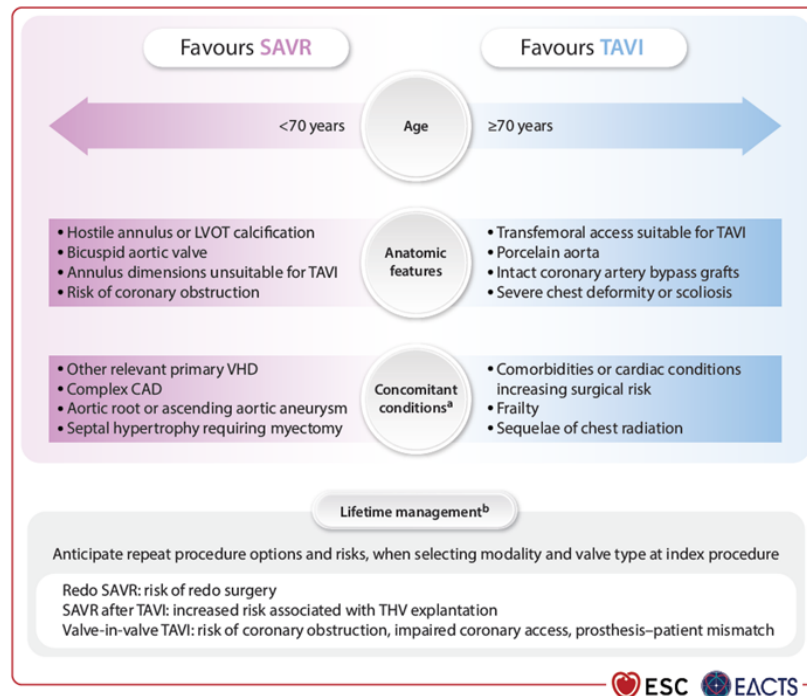 Favours SAVR
Favours TAVI
<70 years
Age
≥70 years
• Hostile annulus or LVOT calcification
• Bicuspid aortic valve
• Annulus dimensions unsuitable for TAVI
• Risk of coronary obstruction
Anatomic
features
• Transfemoral access suitable for TAVI
• Porcelain aorta
• Intact coronary artery bypass grafts
• Severe chest deformity or scoliosis
• Other relevant primary VHD
• Complex CAD
• Aortic root or ascending aortic aneurysm
• Septal hypertrophy requiring myectomy
Concomitant
conditionsᵃ
• Comorbidities or cardiac conditions
increasing surgical risk
• Frailty
• Sequelae of chest radiation
Lifetime managementᵇ
Anticipate repeat procedure options and risks, when selecting modality and valve type at index procedure
Redo SAVR: risk of redo surgery
SAVR after TAVI: increased risk associated with THV explantation
Valve-in-valve TAVI: risk of coronary obstruction, impaired coronary access, prosthesis–patient mismatch
ESC
EACTS